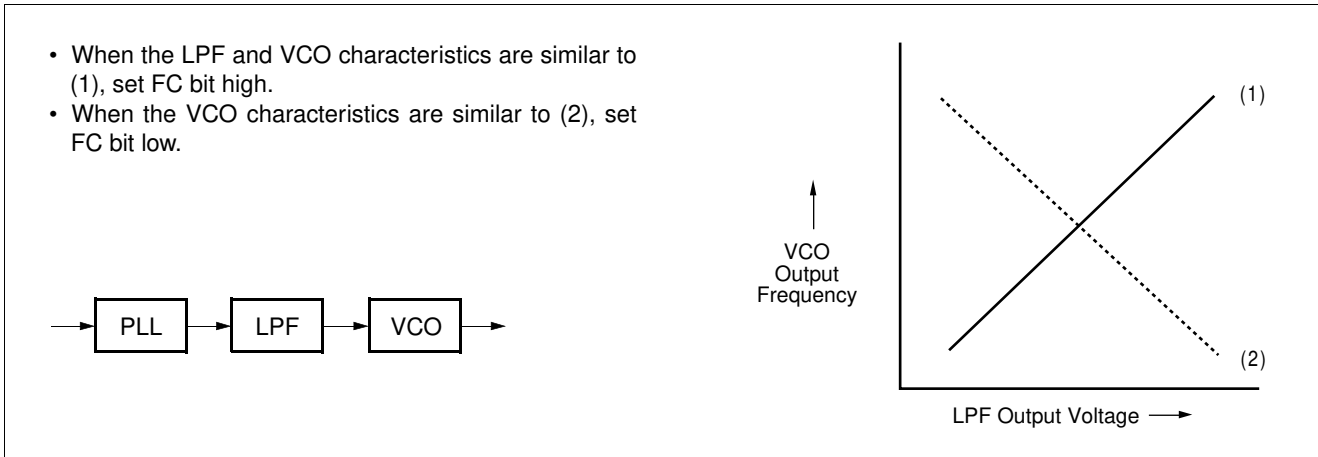 • When the LPF and VCO characteristics are similar to
(1), set FC bit high.
• When the VCO characteristics are similar to (2), set
FC bit low.
PLL
LPF
VCO
VCO
Output
Frequency
(1)
(2)
LPF Output Voltage